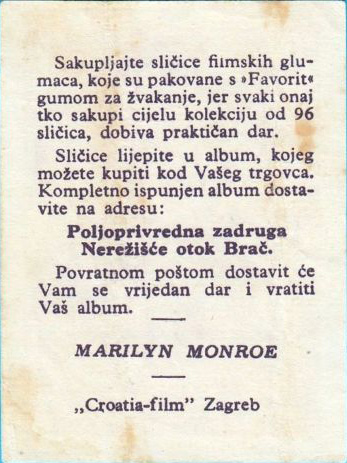 Sakupljajte sličice filmskih glu-
maca, koje su pakovane s »Favorit«
gumom za žvakanje, jer svaki onaj
tko sakupi cijelu kolekciju od 96
sličica, dobiva praktičan dar.
Sličice lijepite u album, kojeg
možete kupiti kod Vašeg trgovca.
Kompletno ispunjen album dosta-
vite na adresu:
Poljoprivredna zadruga
Nerežišće otok Brač.
Povratnom poštom dostavit će
Vam se vrijedan dar i vratiti
Vaš album.
MARILYN MONROE
„Croatia-film” Zagreb